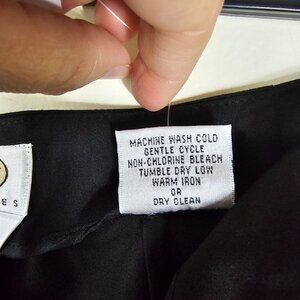 MACHINE WASH COLD
GENTLE CYCLE
NON-CHLORINE BLEACH
TUMBLE DRY LOW
WARM IRON
OR
DRY CLEAN